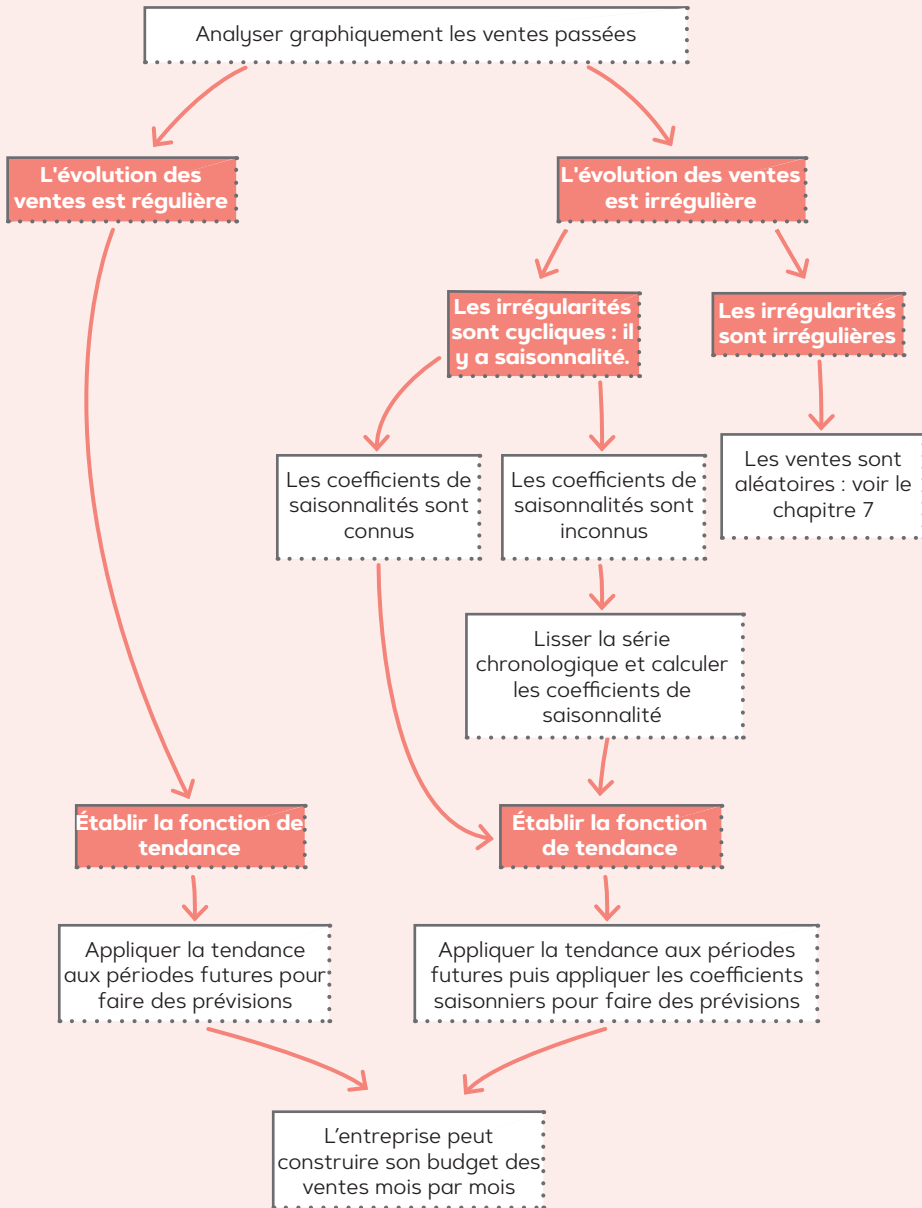 Analyser graphiquement les ventes passées
L'évolution des
ventes est régulière
L'évolution des ventes
est irrégulière
Les irrégularités
sont cycliques : il
y a saisonnalité.
Les irrégularités
sont irrégulières
Les coefficients de
saisonnalités sont
connus
Les coefficients de
saisonnalités sont
inconnus
Les ventes sont
aléatoires : voir le
chapitre 7
Lisser la série
chronologique et calculer
les coefficients de
saisonnalité
Établir la fonction de
tendance
Établir la fonction
de tendance
Appliquer la tendance
aux périodes futures pour
faire des prévisions
Appliquer la tendance aux périodes
futures puis appliquer les coefficients
saisonniers pour faire des prévisions
L'entreprise peut
construire son budget des
ventes mois par mois